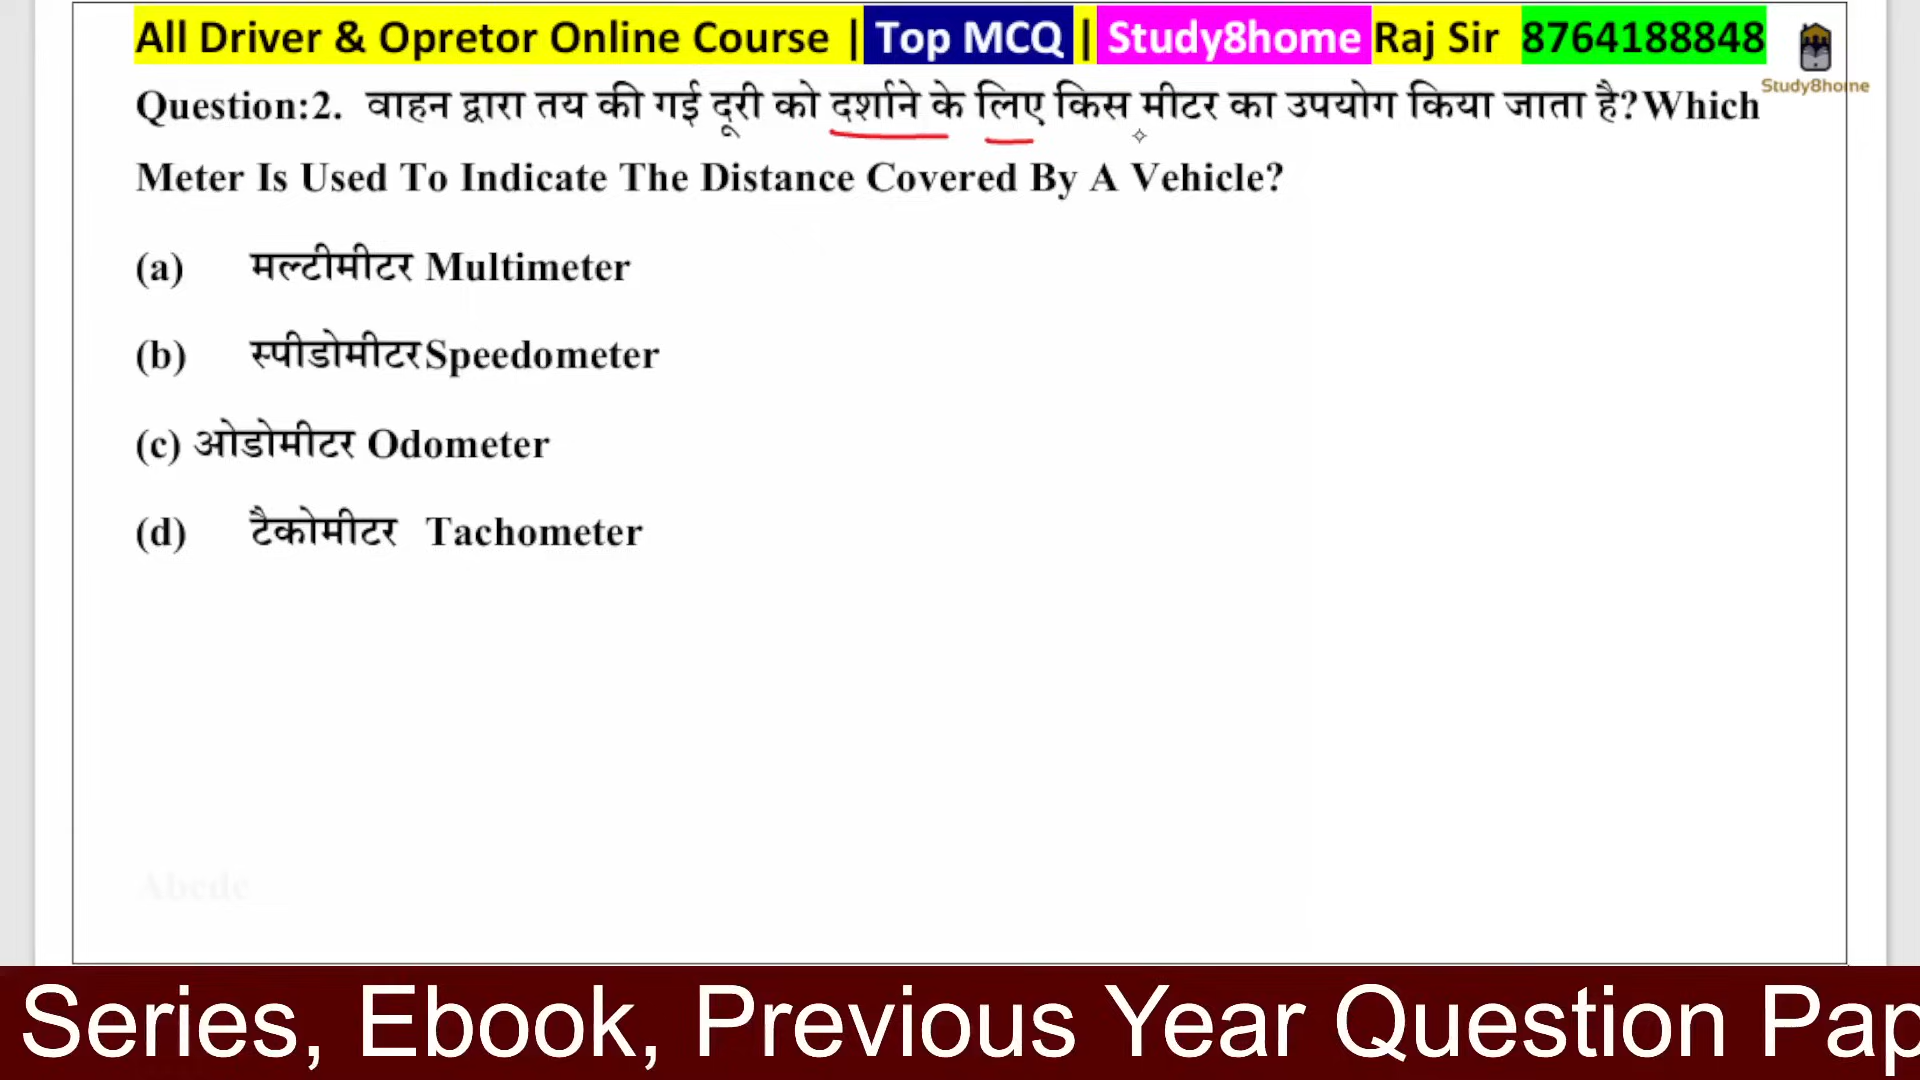 All Driver & Opretor Online Course | Top MCQ | Study8home Raj Sir 8764188848
Study8home
Question:2. वाहन द्वारा तय की गई दूरी को दर्शाने के लिए किस मीटर का उपयोग किया जाता है?Which
Meter Is Used To Indicate The Distance Covered By A Vehicle?
(a) मल्टीमीटर Multimeter
(b) स्पीडोमीटर Speedometer
(c) ओडोमीटर Odometer
(d) टैकोमीटर Tachometer
Abcde
Series, Ebook, Previous Year Question Pap